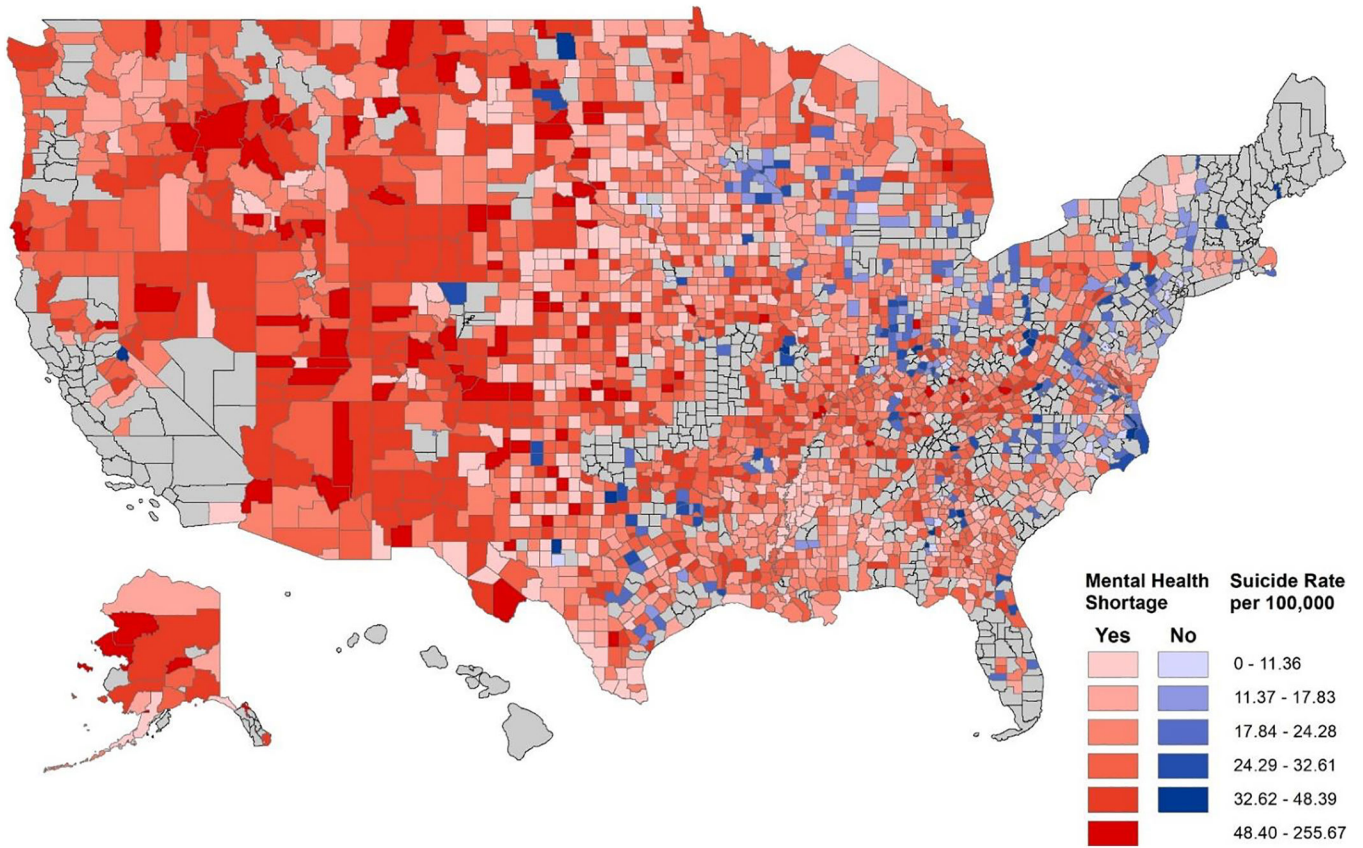 Mental Health Suicide Rate
Shortage per 100,000
Yes No
0 - 11.36
11.37 - 17.83
17.84 - 24.28
24.29 - 32.61
32.62 - 48.39
48.40 - 255.67